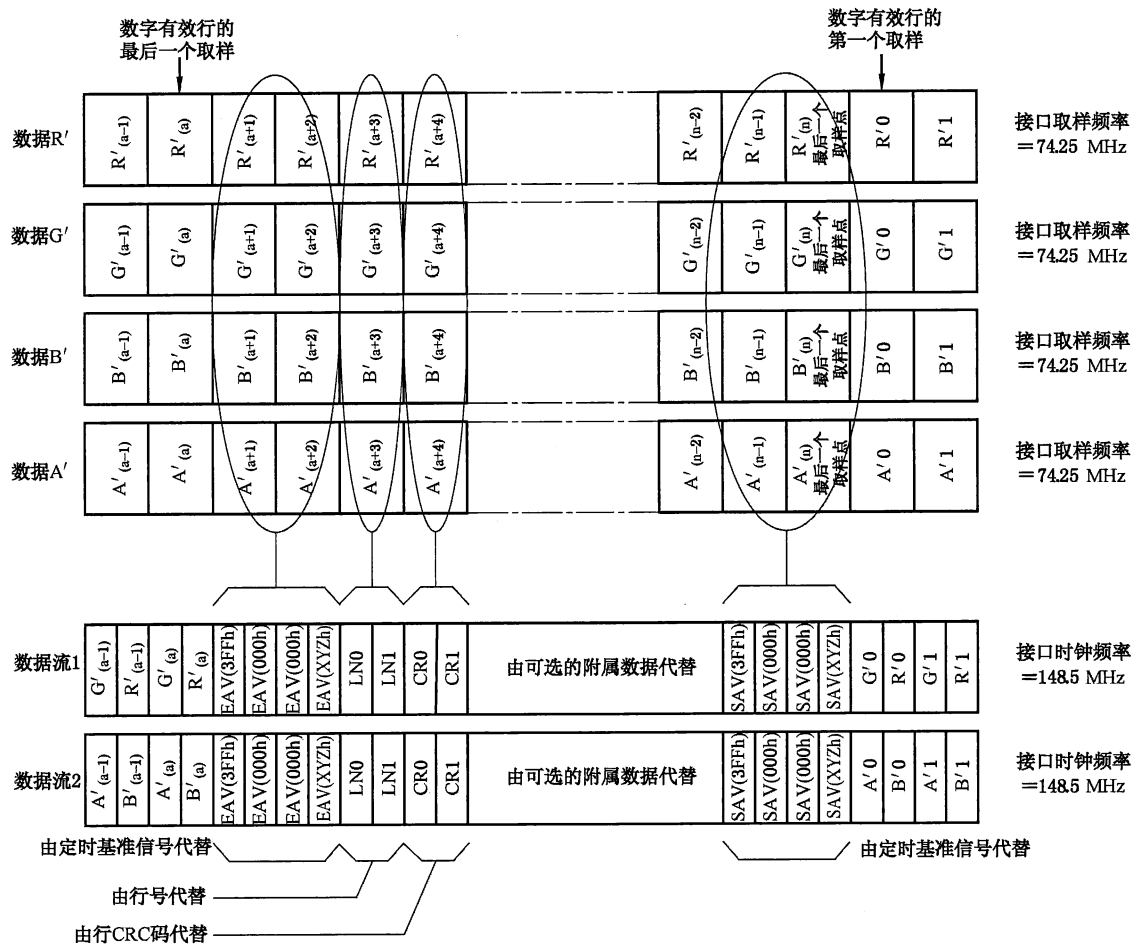 数字有效行的
最后一个取样
数字有效行的
第一个取样
数据R′
R′(a−1) R′(a) R′(a+1) R′(a+2) R′(a+3) R′(a+4) R′(n−2) R′(n−1) R′(n) 最后一个取样点 R′0 R′1
接口取样频率
=74.25 MHz
数据G′
G′(a−1) G′(a) G′(a+1) G′(a+2) G′(a+3) G′(a+4) G′(n−2) G′(n−1) G′(n) 最后一个取样点 G′0 G′1
接口取样频率
=74.25 MHz
数据B′
B′(a−1) B′(a) B′(a+1) B′(a+2) B′(a+3) B′(a+4) B′(n−2) B′(n−1) B′(n) 最后一个取样点 B′0 B′1
接口取样频率
=74.25 MHz
数据A′
A′(a−1) A′(a) A′(a+1) A′(a+2) A′(a+3) A′(a+4) A′(n−2) A′(n−1) A′(n) 最后一个取样点 A′0 A′1
接口取样频率
=74.25 MHz
数据流1
G′(a−1) R′(a−1) G′(a) R′(a) EAV(3FFh) EAV(000h) EAV(000h) EAV(XYZh) LN0 LN1 CR0 CR1 由可选的附属数据代替 SAV(3FFh) SAV(000h) SAV(000h) SAV(XYZh) G′0 R′0 G′1 R′1
接口时钟频率
=148.5 MHz
数据流2
A′(a−1) B′(a−1) A′(a) B′(a) EAV(3FFh) EAV(000h) EAV(000h) EAV(XYZh) LN0 LN1 CR0 CR1 由可选的附属数据代替 SAV(3FFh) SAV(000h) SAV(000h) SAV(XYZh) A′0 B′0 A′1 B′1
接口时钟频率
=148.5 MHz
由定时基准信号代替
由定时基准信号代替
由行号代替
由行CRC码代替